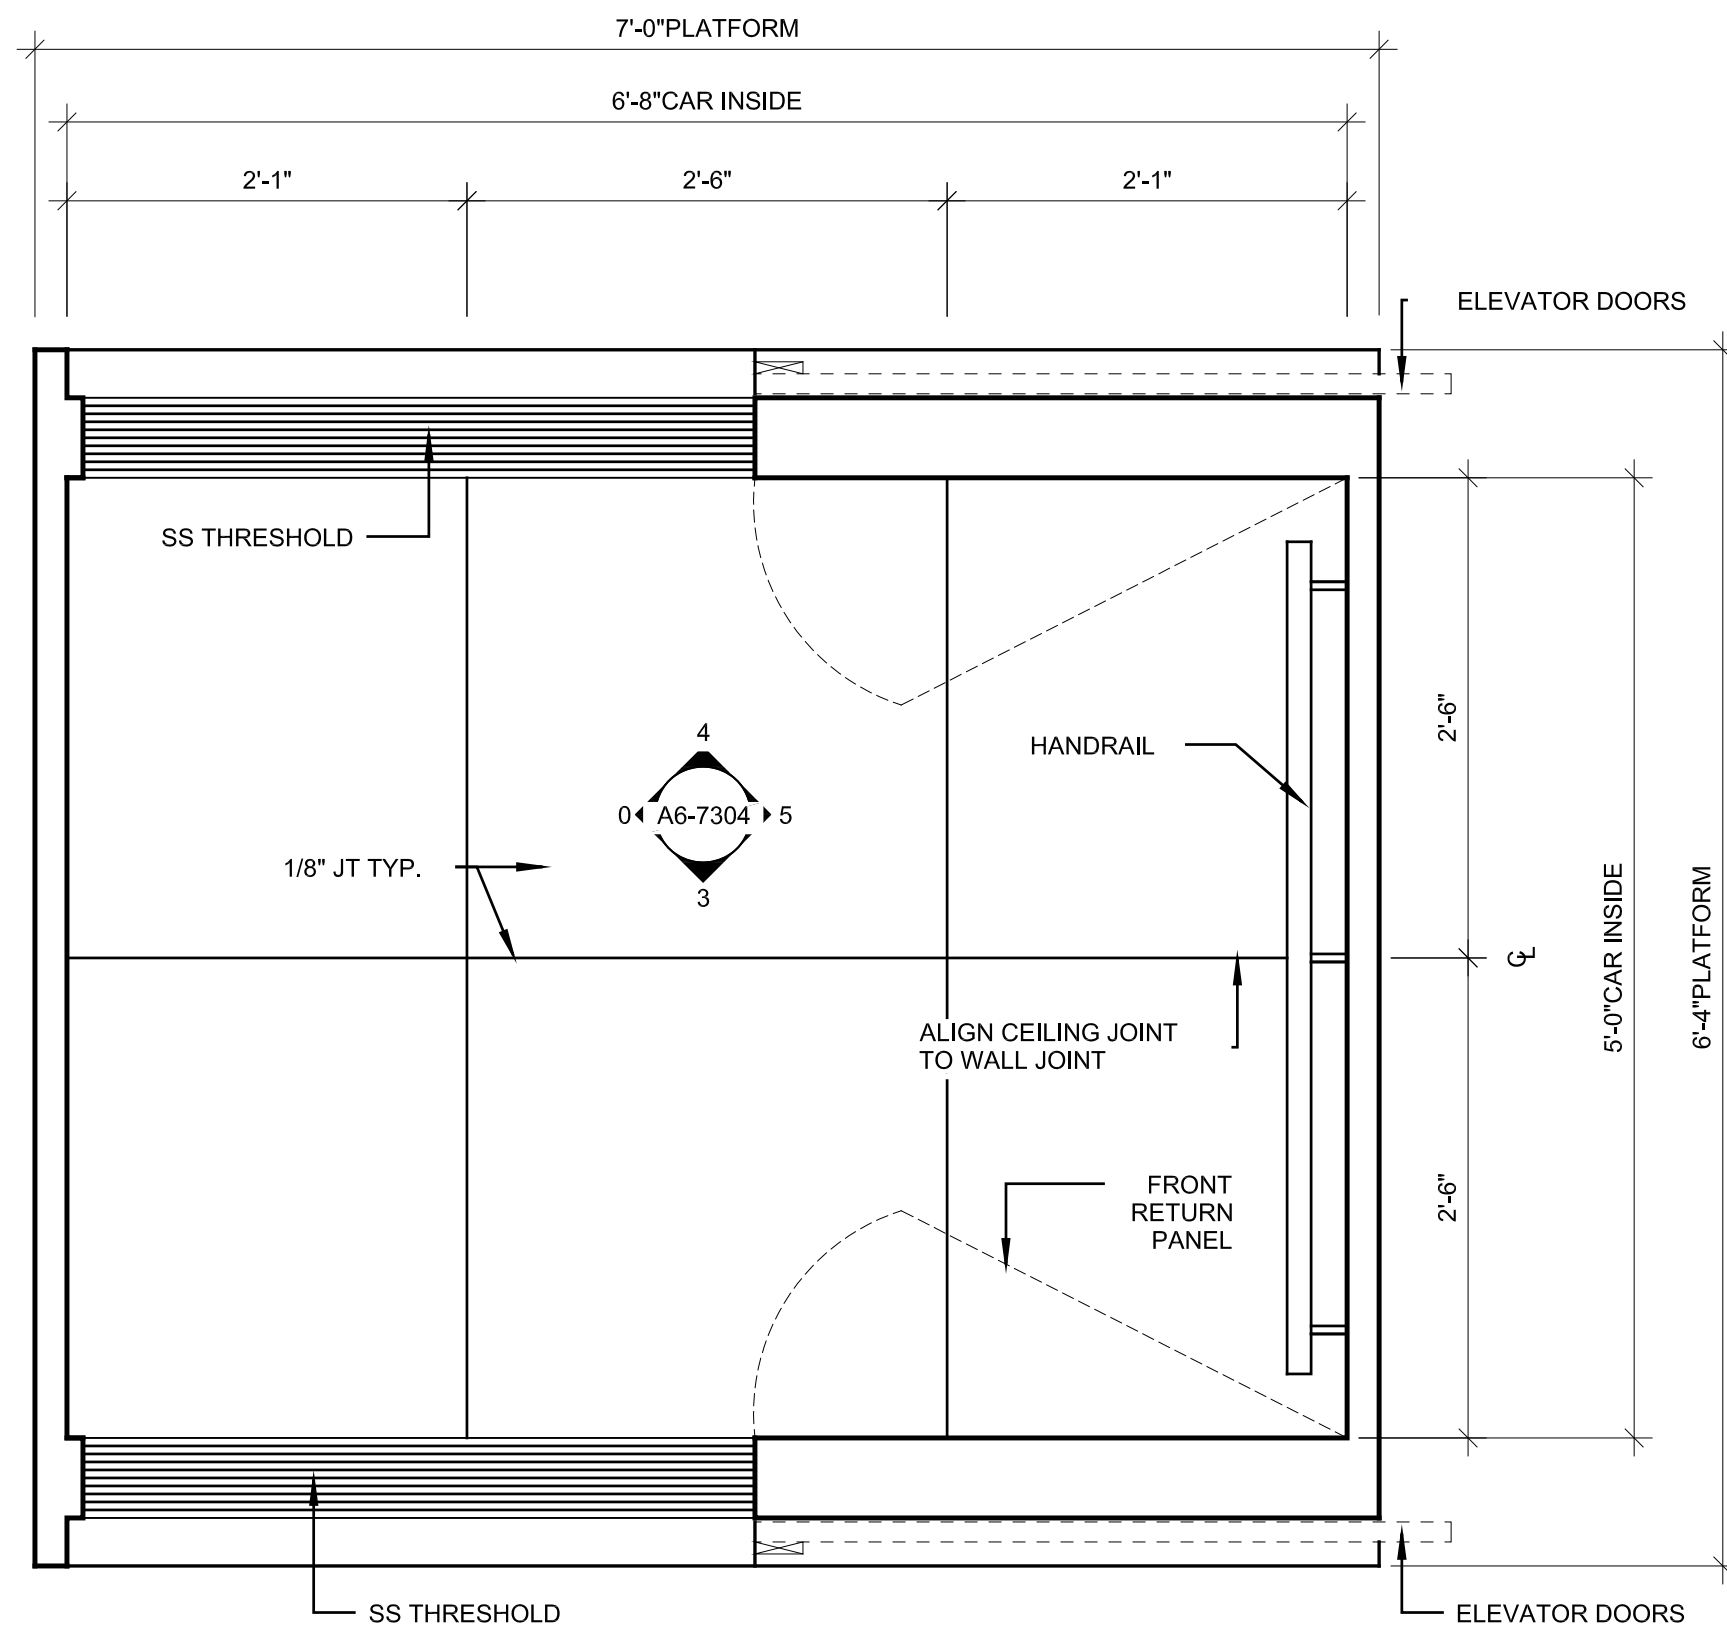 7'-0"PLATFORM
6'-8"CAR INSIDE
2'-1"
2'-6"
2'-1"
ELEVATOR DOORS
SS THRESHOLD
4
0
A6-7304
5
3
HANDRAIL
2'-6"
1/8" JT TYP.
CL
5'-0"CAR INSIDE
6'-4"PLATFORM
ALIGN CEILING JOINT
TO WALL JOINT
FRONT
RETURN
PANEL
2'-6"
SS THRESHOLD
ELEVATOR DOORS